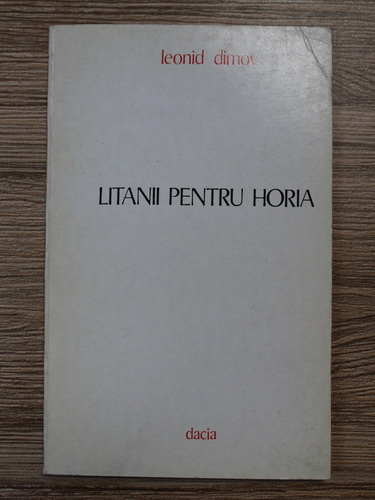 leonid dimov
LITANII PENTRU HORIA
dacia